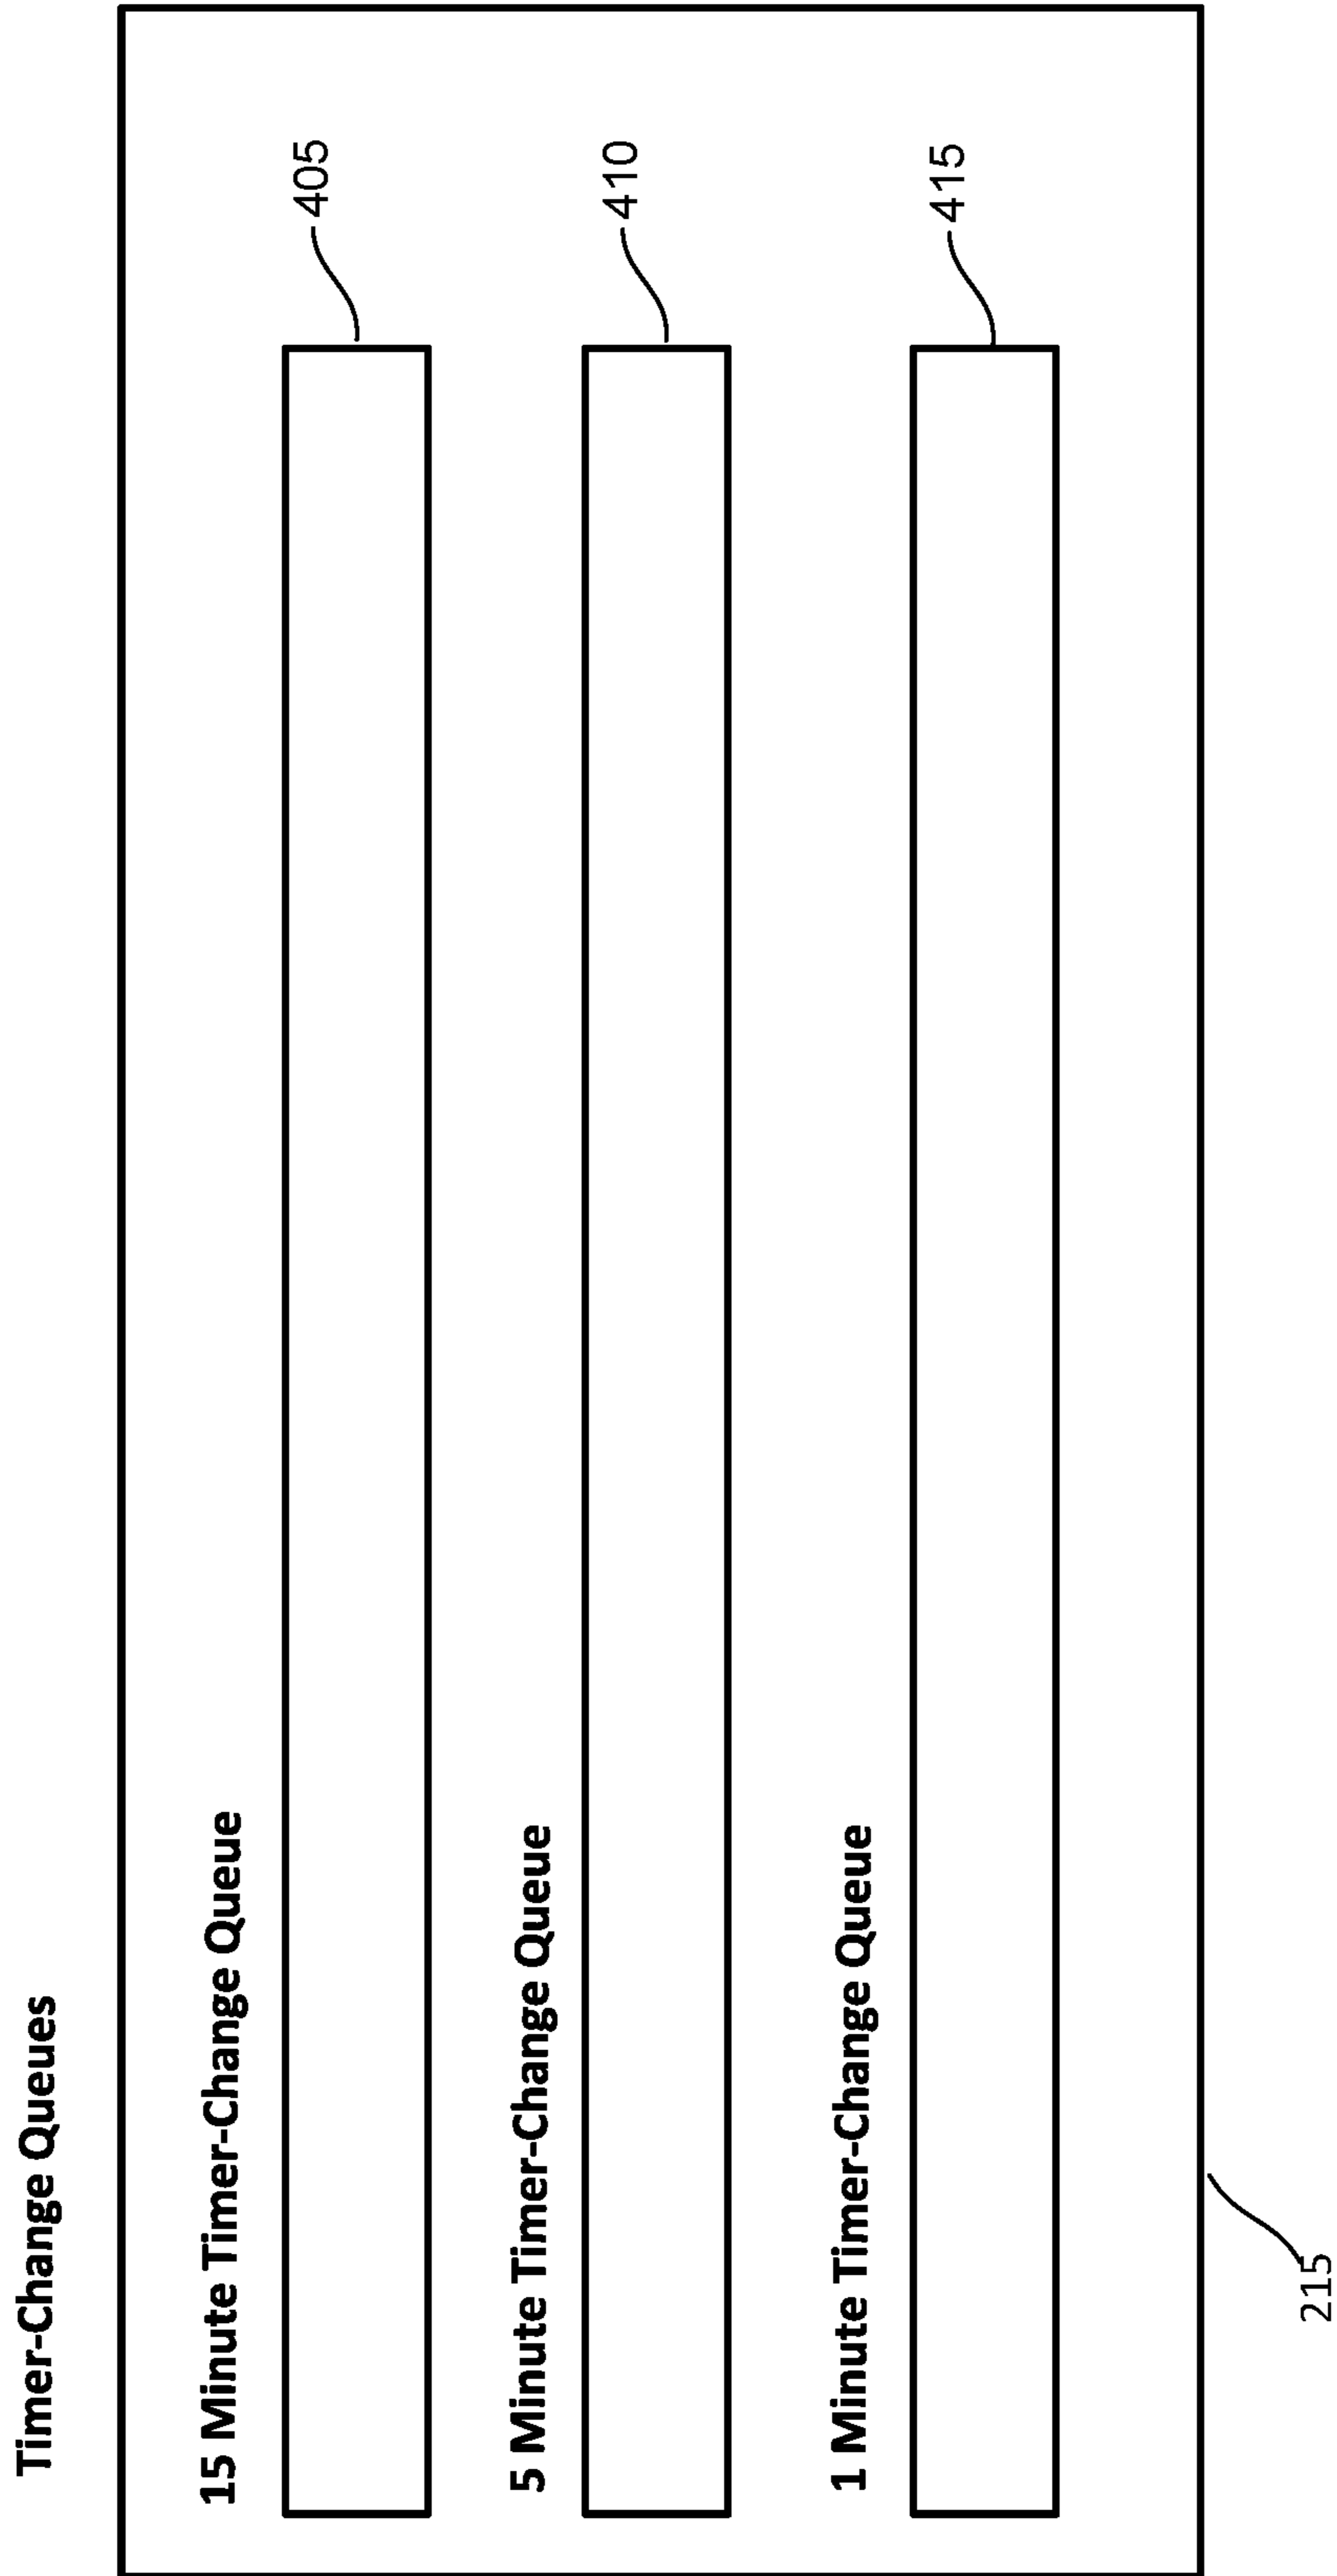 Timer-Change Queues
15 Minute Timer-Change Queue
405
5 Minute Timer-Change Queue
410
1 Minute Timer-Change Queue
415
215